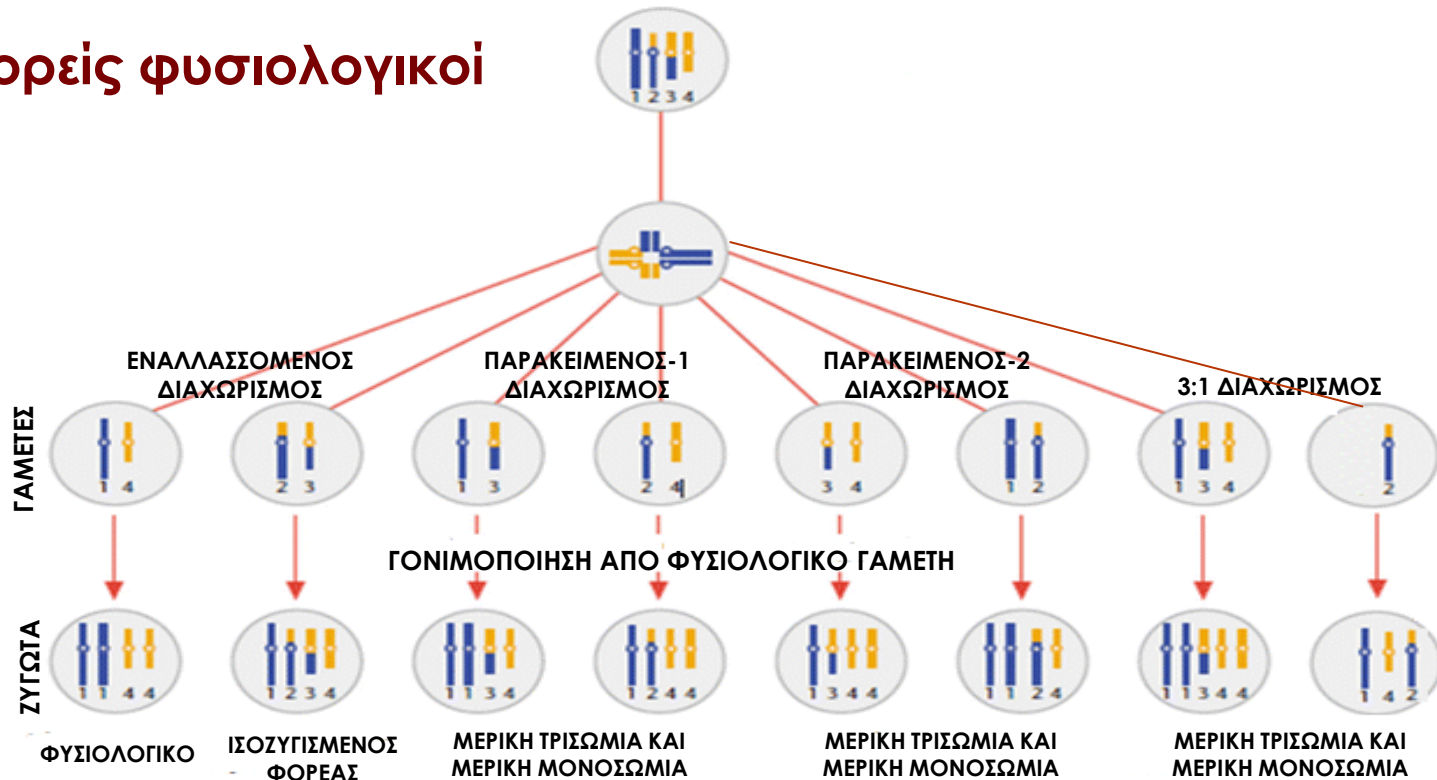 ορείς φυσιολογικοί
1 2 3 4
ΕΝΑΛΛΑΣΣΟΜΕΝΟΣ
ΔΙΑΧΩΡΙΣΜΟΣ
ΠΑΡΑΚΕΙΜΕΝΟΣ-1
ΔΙΑΧΩΡΙΣΜΟΣ
ΠΑΡΑΚΕΙΜΕΝΟΣ-2
ΔΙΑΧΩΡΙΣΜΟΣ
3:1 ΔΙΑΧΩΡΙΣΜΟΣ
ΓΑΜΕΤΕΣ
1 4
2 3
1 3
2 4
3 4
1 2
1 3 4
2
ΓΟΝΙΜΟΠΟΙΗΣΗ ΑΠΟ ΦΥΣΙΟΛΟΓΙΚΟ ΓΑΜΕΤΗ
ΖΥΓΩΤΑ
1 1 4 4
1 2 3 4
1 1 3 4
1 2 4 4
1 3 4 4
1 1 2 4
1 1 3 4 4
1 4 2
ΦΥΣΙΟΛΟΓΙΚΟ
ΙΣΟΖΥΓΙΣΜΕΝΟΣ
ΦΟΡΕΑΣ
ΜΕΡΙΚΗ ΤΡΙΣΩΜΙΑ ΚΑΙ
ΜΕΡΙΚΗ ΜΟΝΟΣΩΜΙΑ
ΜΕΡΙΚΗ ΤΡΙΣΩΜΙΑ ΚΑΙ
ΜΕΡΙΚΗ ΜΟΝΟΣΩΜΙΑ
ΜΕΡΙΚΗ ΤΡΙΣΩΜΙΑ ΚΑΙ
ΜΕΡΙΚΗ ΜΟΝΟΣΩΜΙΑ